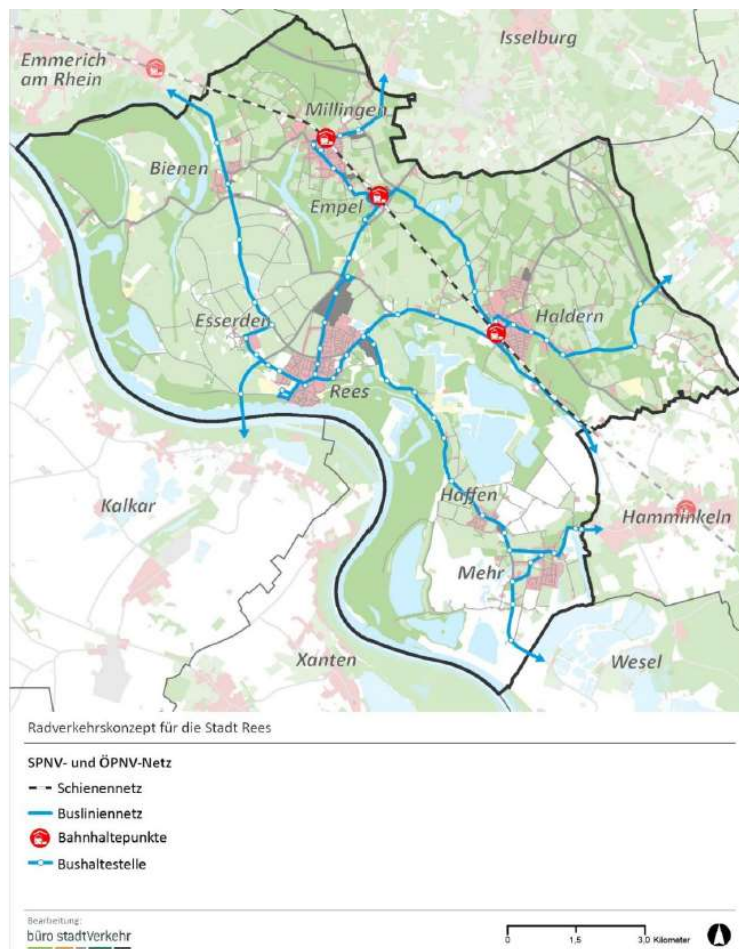 Isselburg
Emmerich
am Rhein
Millingen
Bienen
Empel
Esserden
Haldern
Rees
Kalkar
Haffen
Hamminkeln
Mehr
Xanten
Wesel
Radverkehrskonzept für die Stadt Rees
SPNV- und ÖPNV-Netz
Schienennetz
Busliniennetz
Bahnhaltepunkte
Bushaltestelle
Bearbeitung:
büro stadtVerkehr
0 1,5 3,0 Kilometer